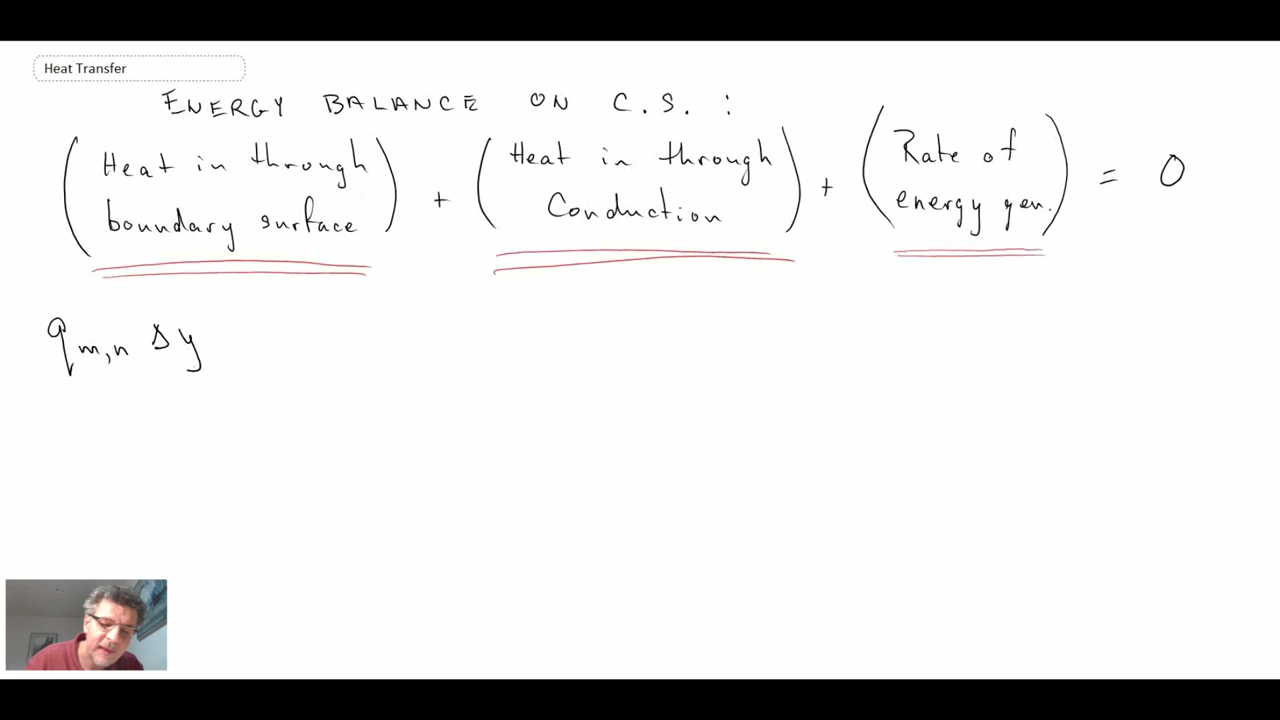 Heat Transfer
ENERGY BALANCE ON C.S. :
(Heat in through boundary surface) + (Heat in through Conduction) + (Rate of energy gen.) = 0
q_{m,n} Δy